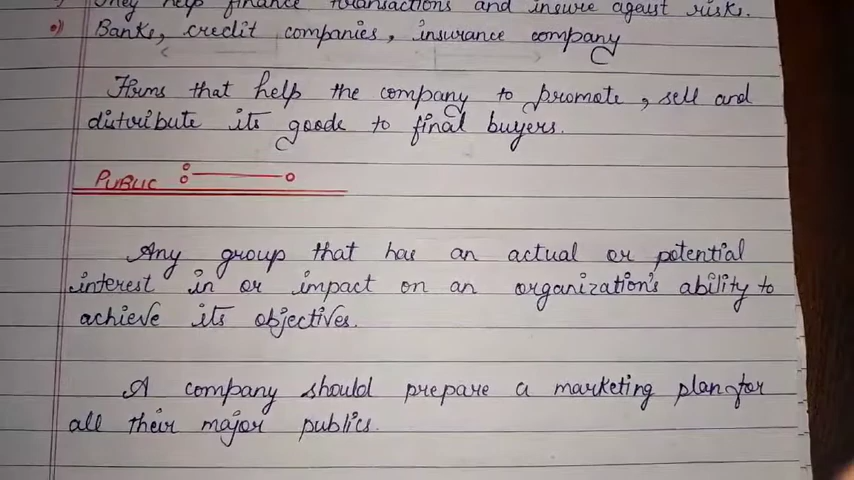 They help finance transactions and insure against risks.
Banks, credit companies, insurance company
Firms that help the company to promote, sell and
distribute its goods to final buyers.
PUBLIC
Any group that has an actual or potential
interest in or impact on an organization's ability to
achieve its objectives.
A company should prepare a marketing plan for
all their major publics.